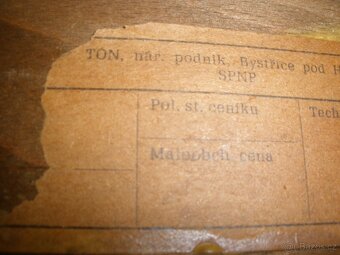 TON, nár. podnik, Bystřice pod H
SPNP
Pol. st. ceníku
Tech
Maloobch cena